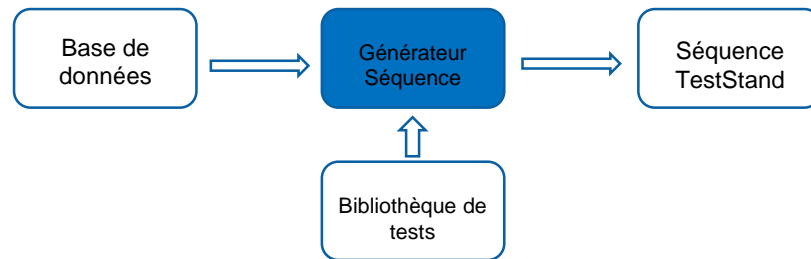 Base de
données
Générateur
Séquence
Séquence
TestStand
Bibliothèque de
tests